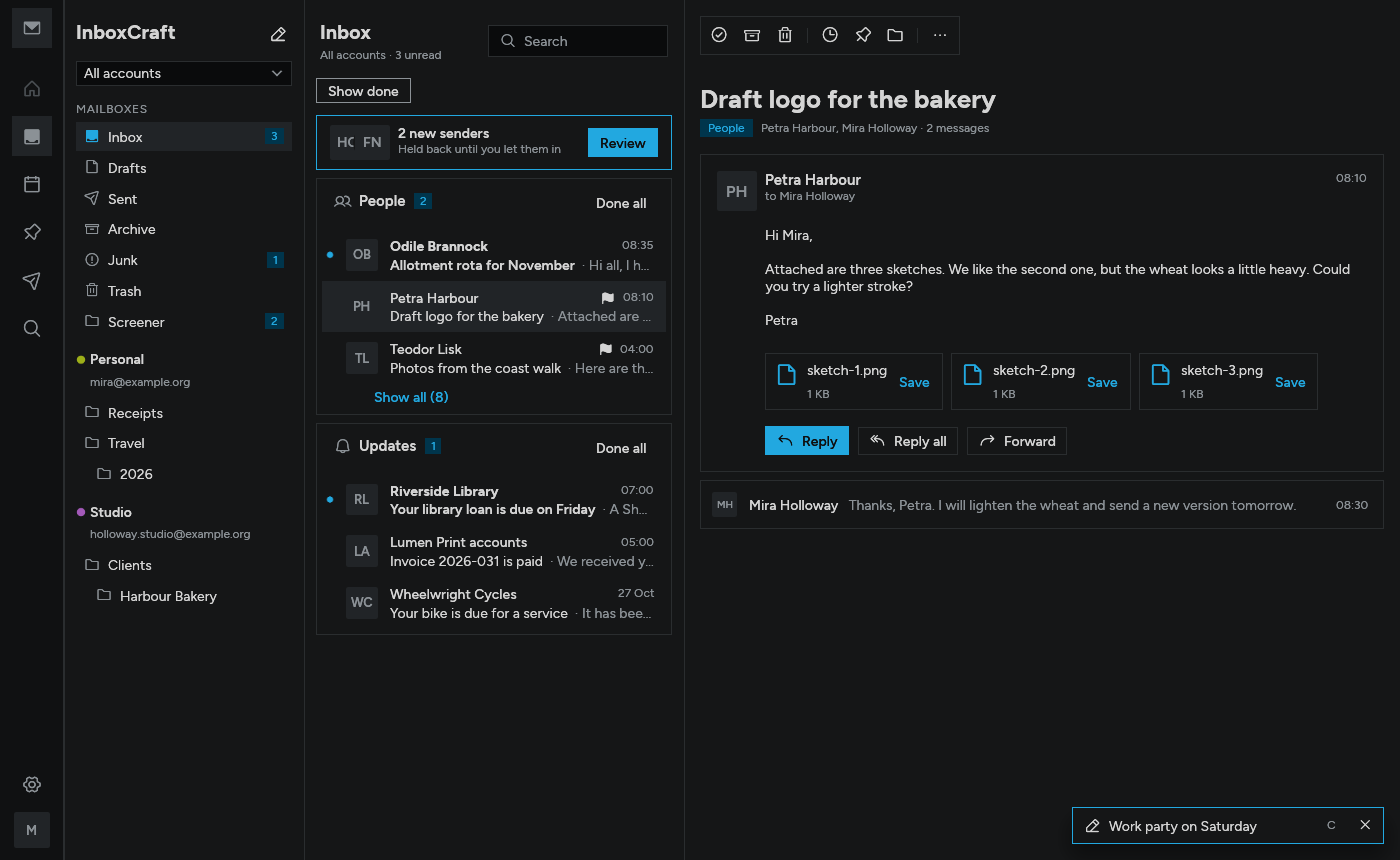 InboxCraft
All accounts
MAILBOXES
Inbox 3
Drafts
Sent
Archive
Junk 1
Trash
Screener 2
Personal
mira@example.org
Receipts
Travel
2026
Studio
holloway.studio@example.org
Clients
Harbour Bakery
M
Inbox
All accounts · 3 unread
Search
Show done
HC FN
2 new senders
Held back until you let them in
Review
People 2
Done all
OB
Odile Brannock 08:35
Allotment rota for November · Hi all, I h…
PH
Petra Harbour 08:10
Draft logo for the bakery · Attached are …
TL
Teodor Lisk 04:00
Photos from the coast walk · Here are th…
Show all (8)
Updates 1
Done all
RL
Riverside Library 07:00
Your library loan is due on Friday · A Sh…
LA
Lumen Print accounts 05:00
Invoice 2026-031 is paid · We received y…
WC
Wheelwright Cycles 27 Oct
Your bike is due for a service · It has bee…
Draft logo for the bakery
People Petra Harbour, Mira Holloway · 2 messages
PH
Petra Harbour 08:10
to Mira Holloway
Hi Mira,
Attached are three sketches. We like the second one, but the wheat looks a little heavy. Could
you try a lighter stroke?
Petra
sketch-1.png
1 KB
Save
sketch-2.png
1 KB
Save
sketch-3.png
1 KB
Save
Reply
Reply all
Forward
MH Mira Holloway Thanks, Petra. I will lighten the wheat and send a new version tomorrow. 08:30
Work party on Saturday C